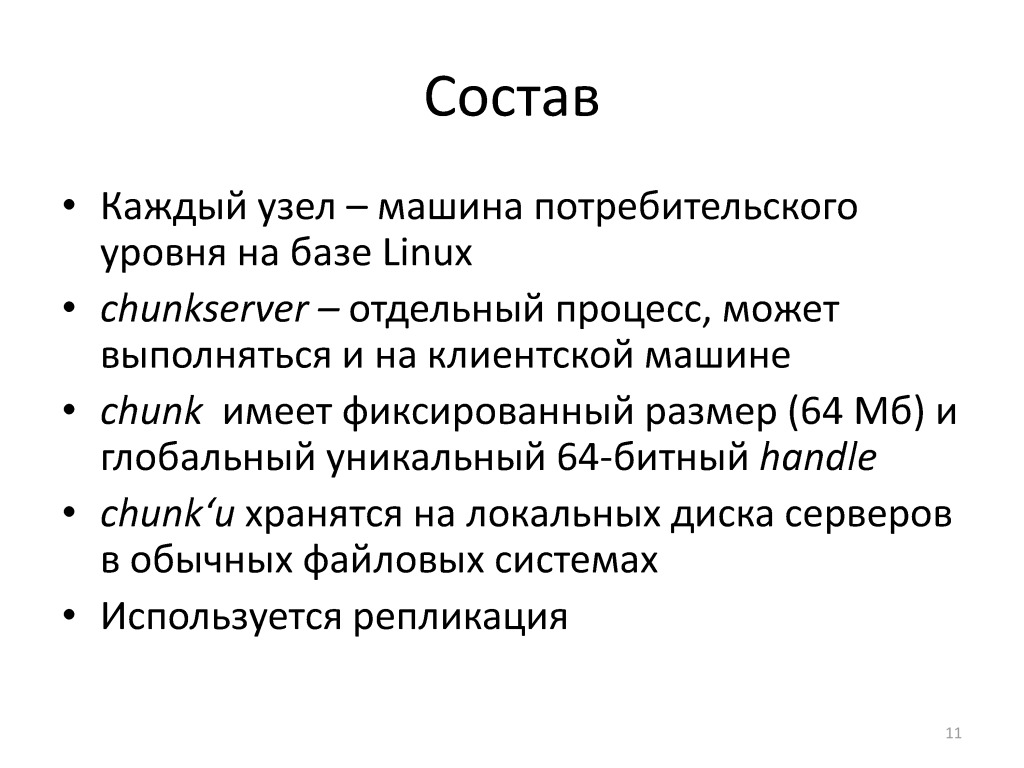 Состав
• Каждый узел – машина потребительского
уровня на базе Linux
• chunkserver – отдельный процесс, может
выполняться и на клиентской машине
• chunk  имеет фиксированный размер (64 Мб) и
глобальный уникальный 64-битный handle
• chunk‘и хранятся на локальных диска серверов
в обычных файловых системах
• Используется репликация
11